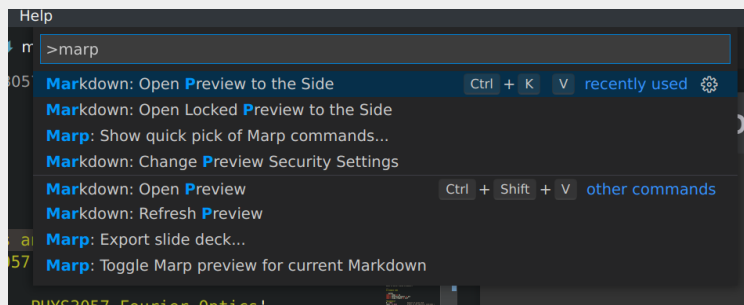 Help
m
>marp
305
Markdown: Open Preview to the Side Ctrl + K V recently used
Markdown: Open Locked Preview to the Side
Marp: Show quick pick of Marp commands...
Markdown: Change Preview Security Settings
Markdown: Open Preview Ctrl + Shift + V other commands
Markdown: Refresh Preview
s a
Marp: Export slide deck...
057
Marp: Toggle Marp preview for current Markdown
PHYS3057 Fourier Optics!